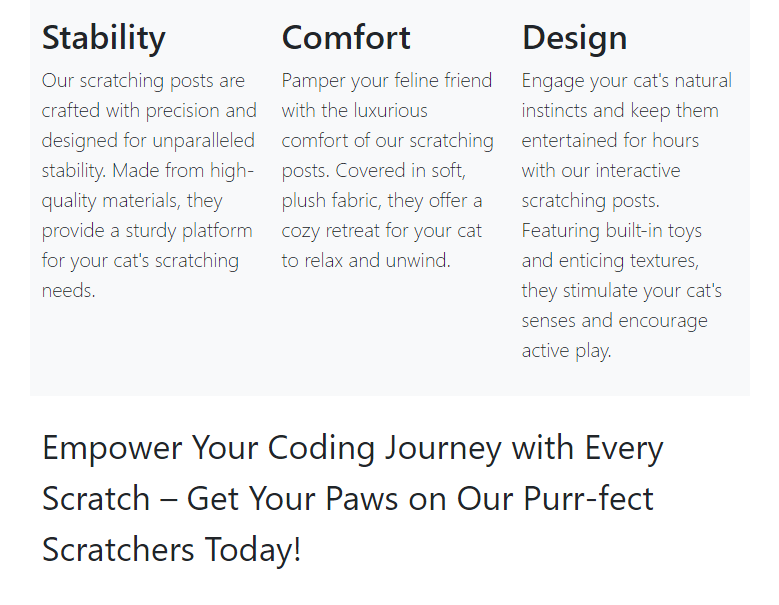 Stability
Our scratching posts are
crafted with precision and
designed for unparalleled
stability. Made from high-
quality materials, they
provide a sturdy platform
for your cat's scratching
needs.
Comfort
Pamper your feline friend
with the luxurious
comfort of our scratching
posts. Covered in soft,
plush fabric, they offer a
cozy retreat for your cat
to relax and unwind.
Design
Engage your cat's natural
instincts and keep them
entertained for hours
with our interactive
scratching posts.
Featuring built-in toys
and enticing textures,
they stimulate your cat's
senses and encourage
active play.
Empower Your Coding Journey with Every
Scratch – Get Your Paws on Our Purr-fect
Scratchers Today!